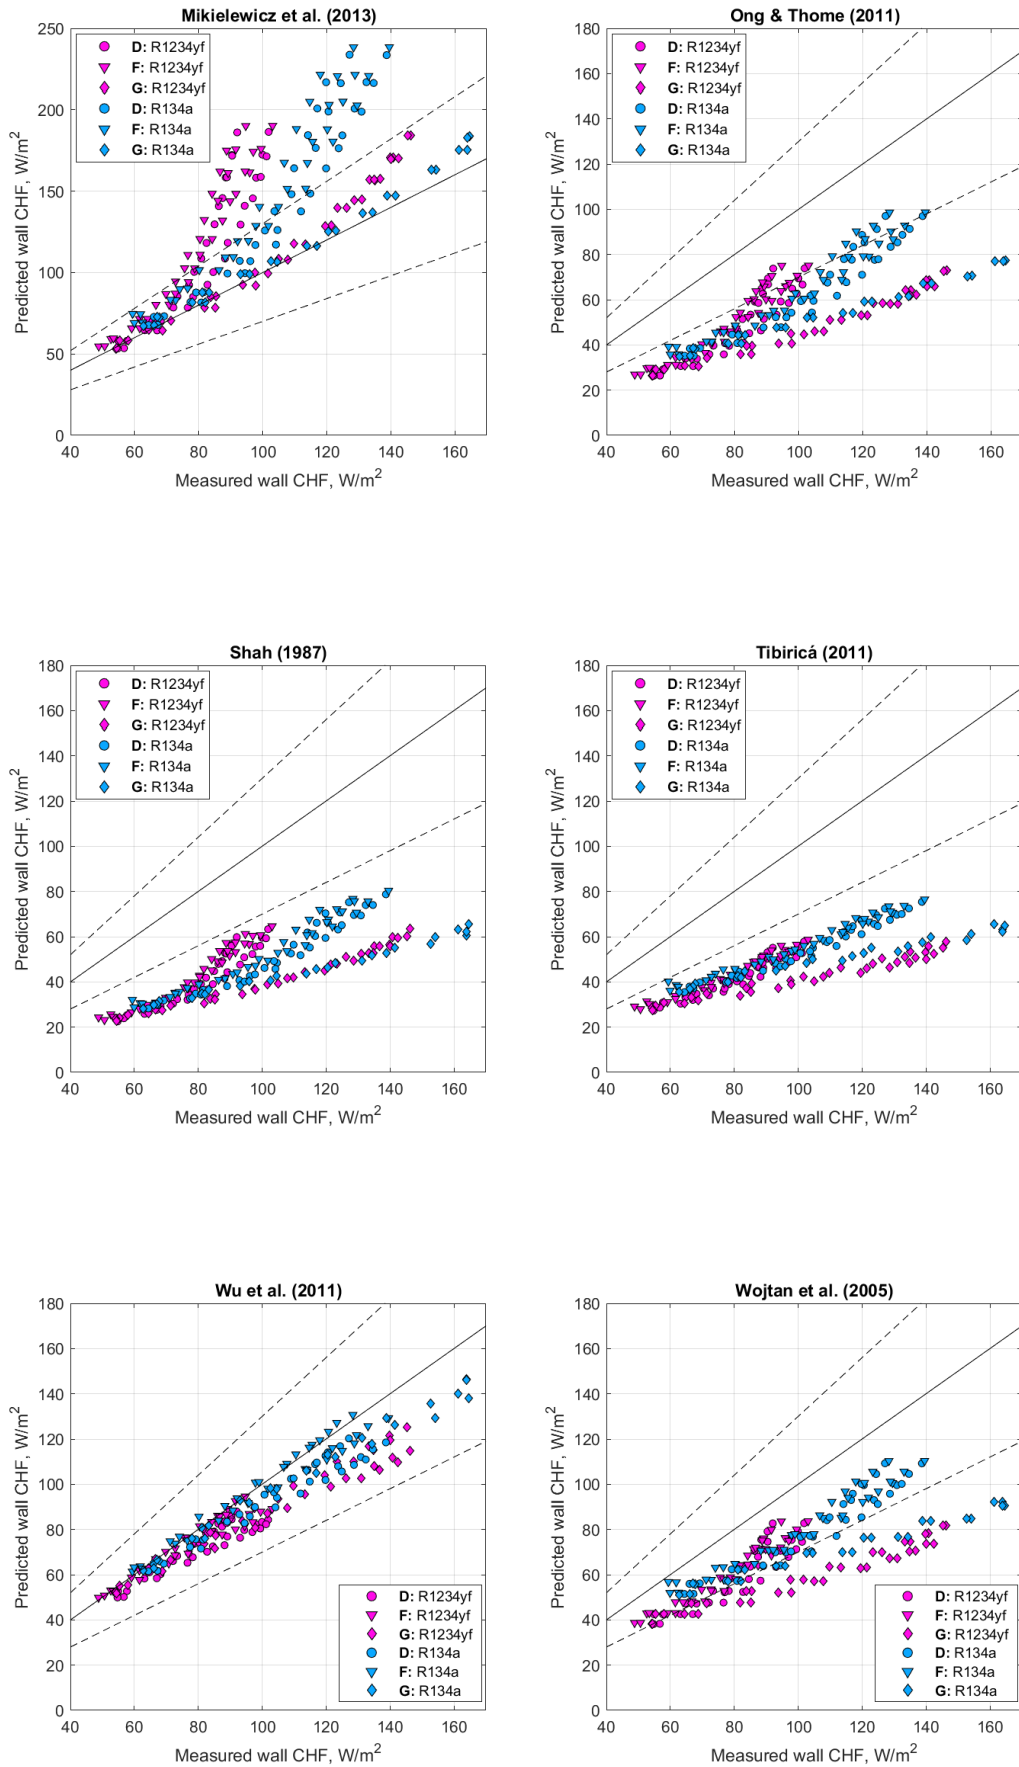 Mikielewicz et al. (2013)
Predicted wall CHF, W/m²
250
200
150
100
50
0
D: R1234yf
F: R1234yf
G: R1234yf
D: R134a
F: R134a
G: R134a
40 60 80 100 120 140 160
Measured wall CHF, W/m²
Ong & Thome (2011)
Predicted wall CHF, W/m²
180
160
140
120
100
80
60
40
20
0
D: R1234yf
F: R1234yf
G: R1234yf
D: R134a
F: R134a
G: R134a
40 60 80 100 120 140 160
Measured wall CHF, W/m²
Shah (1987)
Predicted wall CHF, W/m²
180
160
140
120
100
80
60
40
20
0
D: R1234yf
F: R1234yf
G: R1234yf
D: R134a
F: R134a
G: R134a
40 60 80 100 120 140 160
Measured wall CHF, W/m²
Tibiricá (2011)
Predicted wall CHF, W/m²
180
160
140
120
100
80
60
40
20
0
D: R1234yf
F: R1234yf
G: R1234yf
D: R134a
F: R134a
G: R134a
40 60 80 100 120 140 160
Measured wall CHF, W/m²
Wu et al. (2011)
Predicted wall CHF, W/m²
180
160
140
120
100
80
60
40
20
0
D: R1234yf
F: R1234yf
G: R1234yf
D: R134a
F: R134a
G: R134a
40 60 80 100 120 140 160
Measured wall CHF, W/m²
Wojtan et al. (2005)
Predicted wall CHF, W/m²
180
160
140
120
100
80
60
40
20
0
D: R1234yf
F: R1234yf
G: R1234yf
D: R134a
F: R134a
G: R134a
40 60 80 100 120 140 160
Measured wall CHF, W/m²